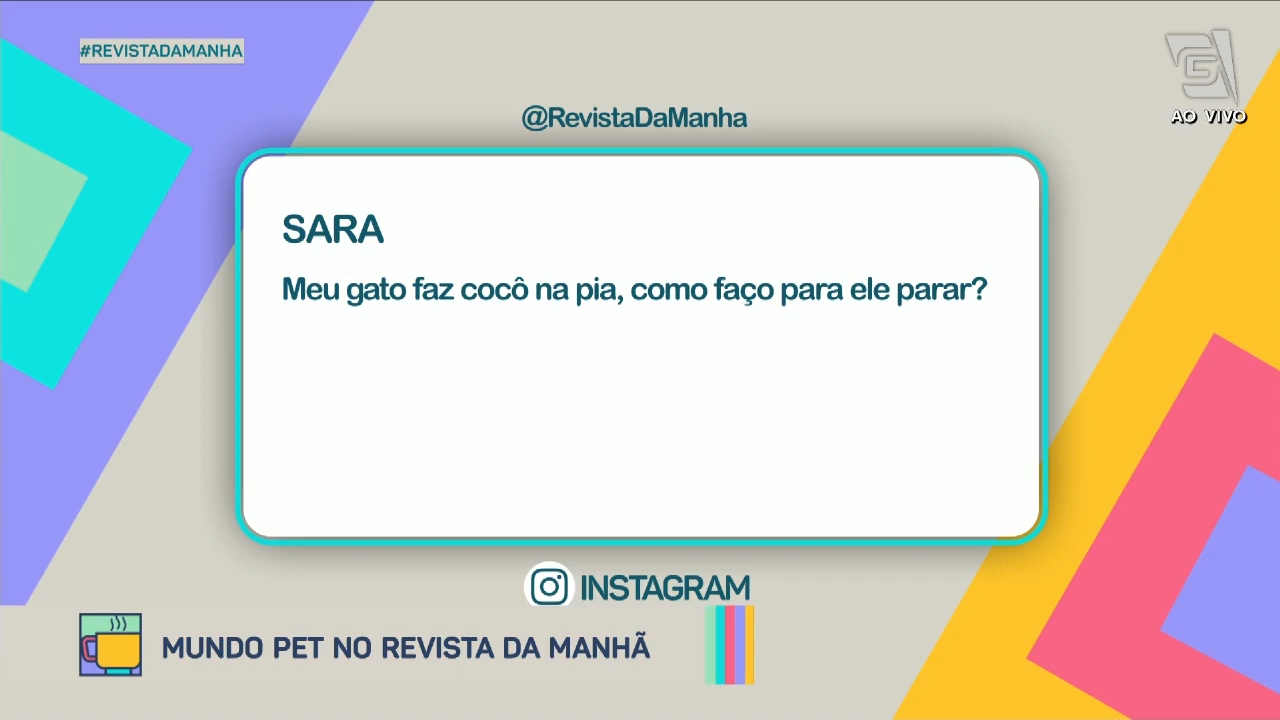 #REVISTADAMANHA
AO VIVO
@RevistaDaManha
SARA
Meu gato faz cocô na pia, como faço para ele parar?
INSTAGRAM
MUNDO PET NO REVISTA DA MANHÃ